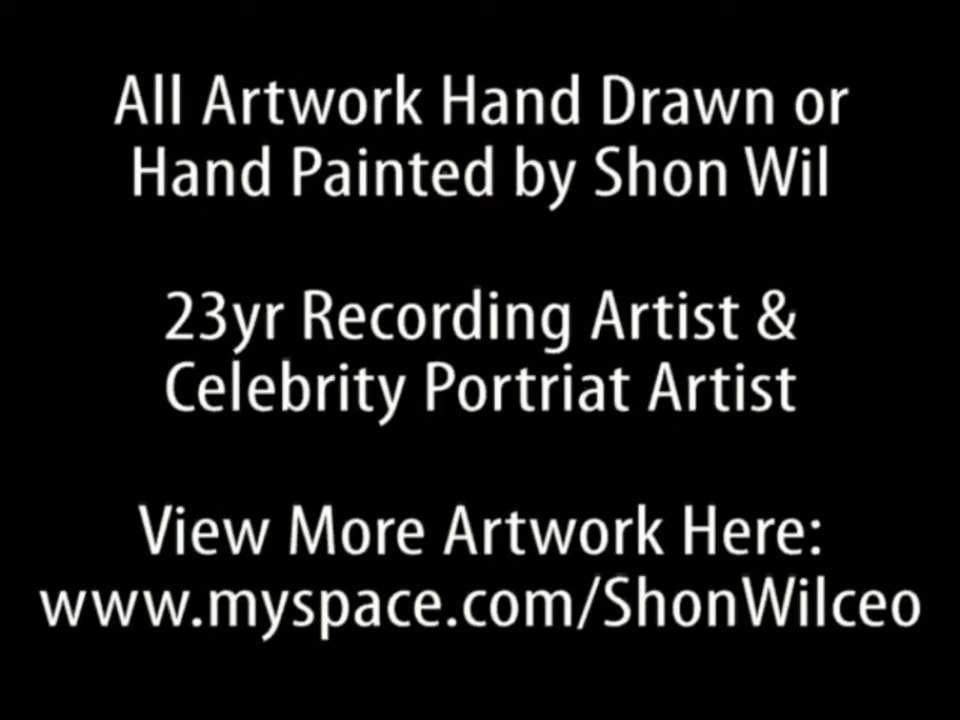 All Artwork Hand Drawn or
Hand Painted by Shon Wil
23yr Recording Artist &
Celebrity Portriat Artist
View More Artwork Here:
www.myspace.com/ShonWilceo